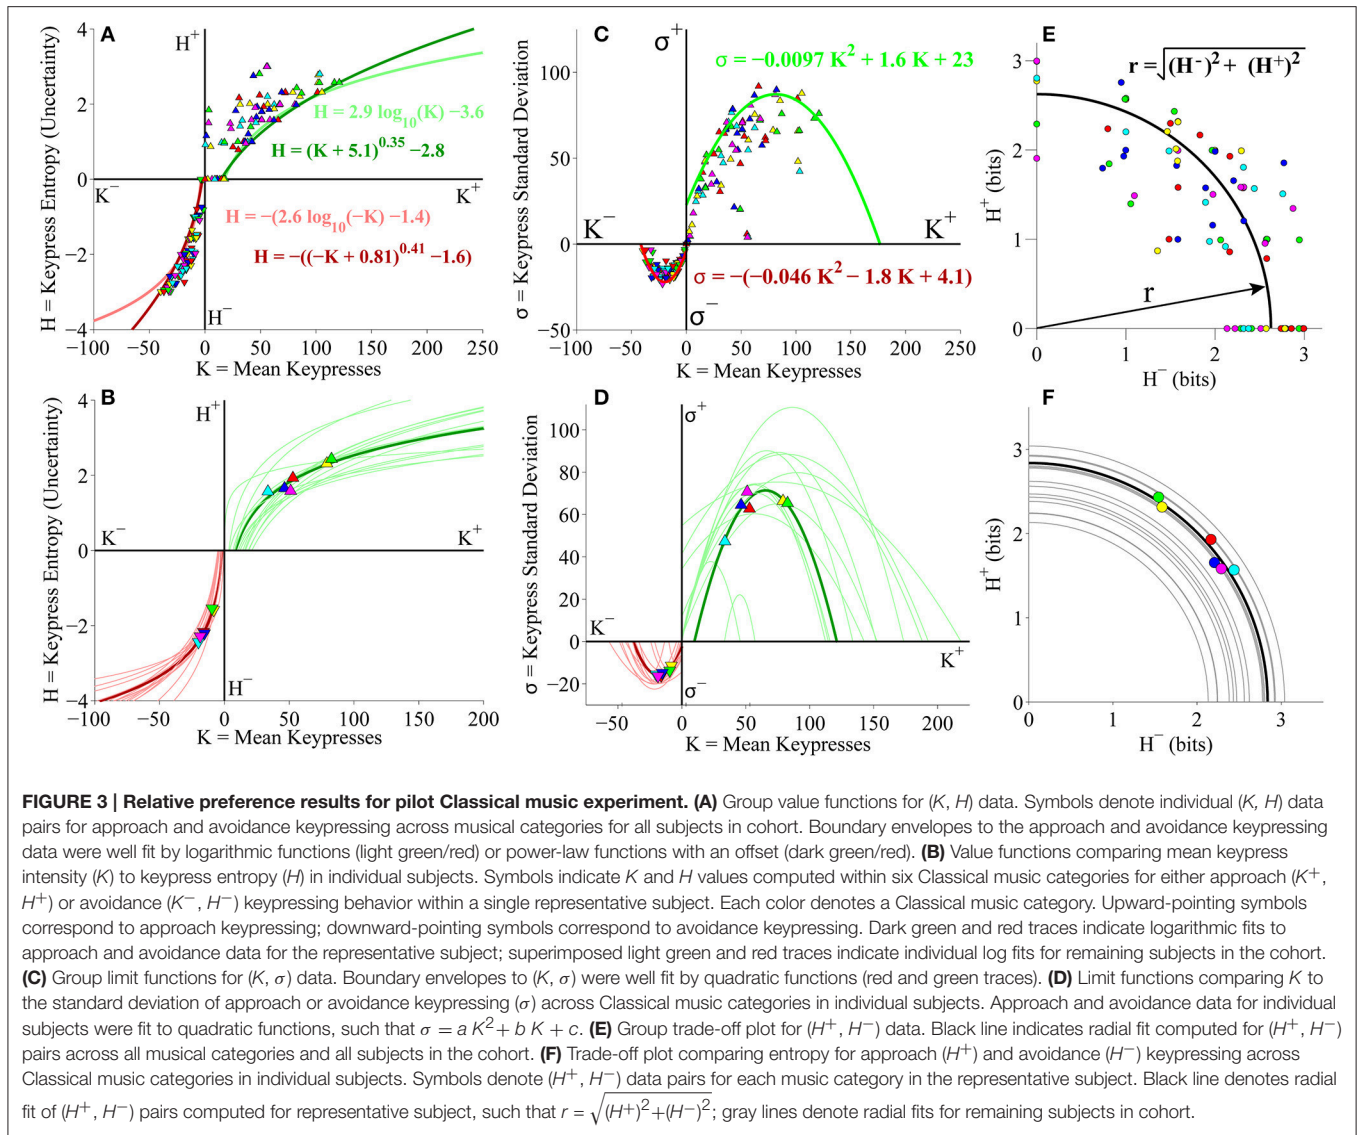 A
H⁺
H = Keypress Entropy (Uncertainty)
4
2
0
−2
−4
H = 2.9 log₁₀(K) −3.6
H = (K + 5.1)^0.35 −2.8
K⁻
K⁺
H = −(2.6 log₁₀(−K) −1.4)
H = −((−K + 0.81)^0.41 −1.6)
H⁻
−100 −50 0 50 100 150 200 250
K = Mean Keypresses
C
σ⁺
σ = Keypress Standard Deviation
100
50
0
−50
σ = −0.0097 K² + 1.6 K + 23
K⁻
K⁺
σ = −(−0.046 K² − 1.8 K + 4.1)
σ⁻
−100 −50 0 50 100 150 200 250
K = Mean Keypresses
E
r = √(H⁻)² + (H⁺)²
H⁺ (bits)
3
2
1
0
r
0 1 2 3
H⁻ (bits)
B
H⁺
H = Keypress Entropy (Uncertainty)
4
2
0
−2
−4
K⁻
K⁺
H⁻
−100 −50 0 50 100 150 200
K = Mean Keypresses
D
σ⁺
σ = Keypress Standard Deviation
100
80
60
40
20
0
−20
K⁻
K⁺
σ⁻
−50 0 50 100 150 200
K = Mean Keypresses
F
H⁺ (bits)
3
2
1
0
0 1 2 3
H⁻ (bits)
FIGURE 3 | Relative preference results for pilot Classical music experiment. (A) Group value functions for (K, H) data. Symbols denote individual (K, H) data
pairs for approach and avoidance keypressing across musical categories for all subjects in cohort. Boundary envelopes to the approach and avoidance keypressing
data were well fit by logarithmic functions (light green/red) or power-law functions with an offset (dark green/red). (B) Value functions comparing mean keypress
intensity (K) to keypress entropy (H) in individual subjects. Symbols indicate K and H values computed within six Classical music categories for either approach (K⁺,
H⁺) or avoidance (K⁻, H⁻) keypressing behavior within a single representative subject. Each color denotes a Classical music category. Upward-pointing symbols
correspond to approach keypressing; downward-pointing symbols correspond to avoidance keypressing. Dark green and red traces indicate logarithmic fits to
approach and avoidance data for the representative subject; superimposed light green and red traces indicate individual log fits for remaining subjects in the cohort.
(C) Group limit functions for (K, σ) data. Boundary envelopes to (K, σ) were well fit by quadratic functions (red and green traces). (D) Limit functions comparing K to
the standard deviation of approach or avoidance keypressing (σ) across Classical music categories in individual subjects. Approach and avoidance data for individual
subjects were fit to quadratic functions, such that σ = a K² + b K + c. (E) Group trade-off plot for (H⁺, H⁻) data. Black line indicates radial fit computed for (H⁺, H⁻)
pairs across all musical categories and all subjects in the cohort. (F) Trade-off plot comparing entropy for approach (H⁺) and avoidance (H⁻) keypressing across
Classical music categories in individual subjects. Symbols denote (H⁺, H⁻) data pairs for each music category in the representative subject. Black line denotes radial
fit of (H⁺, H⁻) pairs computed for representative subject, such that r = √(H+)²+(H−)²; gray lines denote radial fits for remaining subjects in cohort.